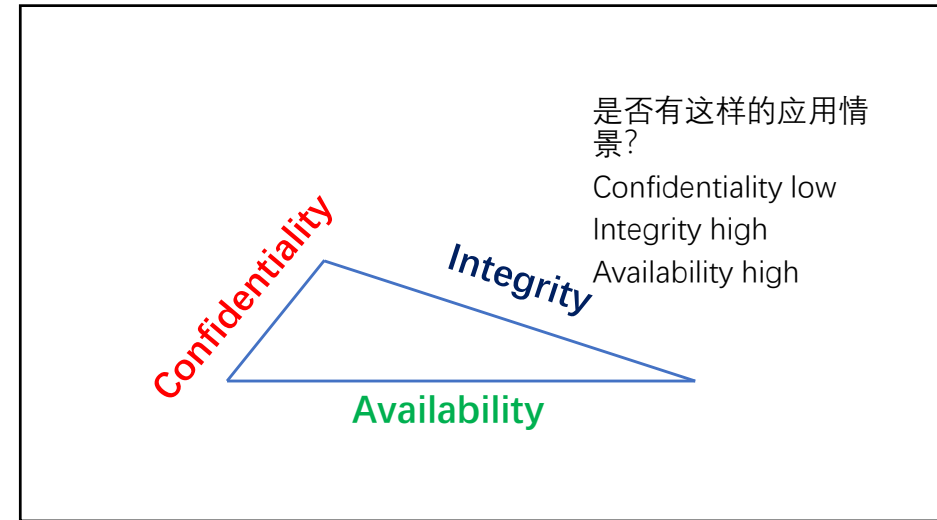 是否有这样的应用情
景？
Confidentiality low
Integrity high
Availability high
Confidentiality
Integrity
Availability